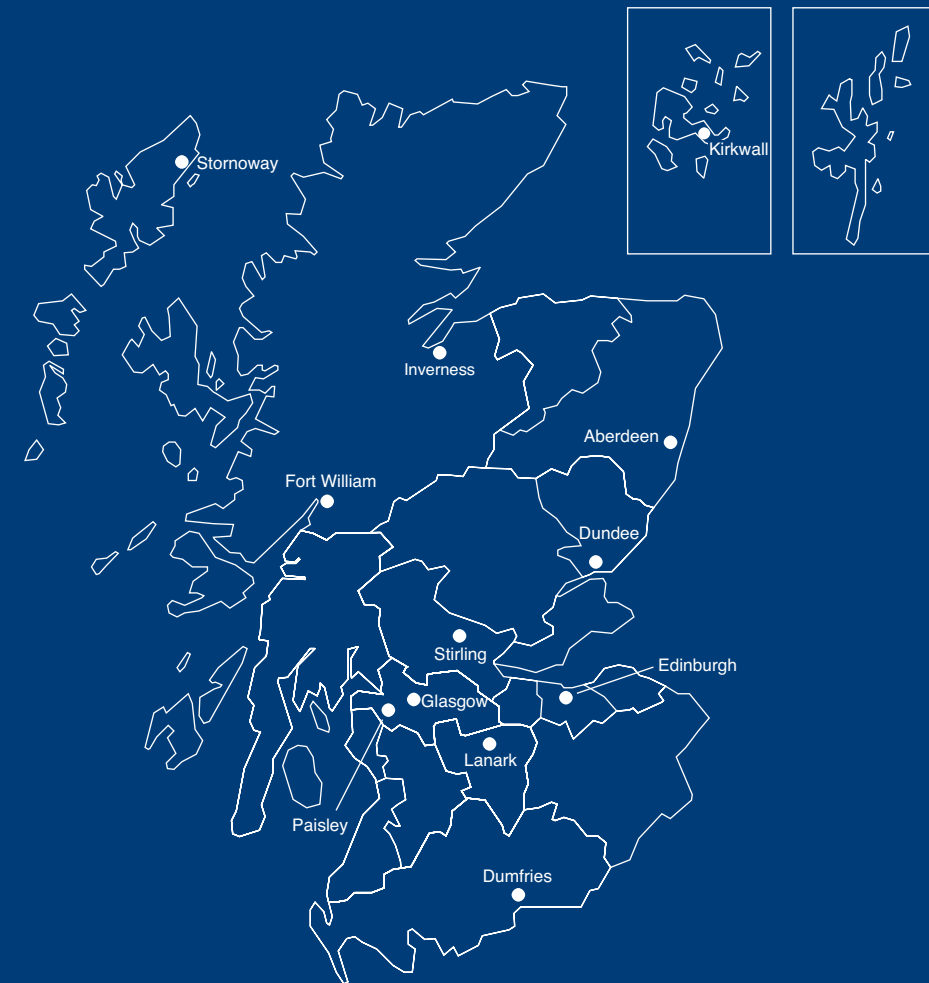 Kirkwall
Stornoway
Inverness
Aberdeen
Fort William
Dundee
Stirling
Edinburgh
Glasgow
Lanark
Paisley
Dumfries